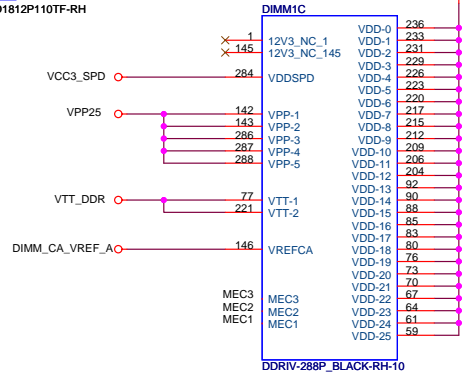 91812P110TF-RH
DIMM1C
1 12V3_NC_1
145 12V3_NC_145
VCC3_SPD 284 VDDSPD
VPP25 142 VPP-1
143 VPP-2
286 VPP-3
287 VPP-4
288 VPP-5
VTT_DDR 77 VTT-1
221 VTT-2
DIMM_CA_VREF_A 146 VREFCA
MEC3 MEC3
MEC2 MEC2
MEC1 MEC1
VDD-0 236
VDD-1 233
VDD-2 231
VDD-3 229
VDD-4 226
VDD-5 223
VDD-6 220
VDD-7 217
VDD-8 215
VDD-9 212
VDD-10 209
VDD-11 206
VDD-12 204
VDD-13 92
VDD-14 90
VDD-15 88
VDD-16 85
VDD-17 83
VDD-18 80
VDD-19 76
VDD-20 73
VDD-21 70
VDD-22 67
VDD-23 64
VDD-24 61
VDD-25 59
DDRIV-288P_BLACK-RH-10